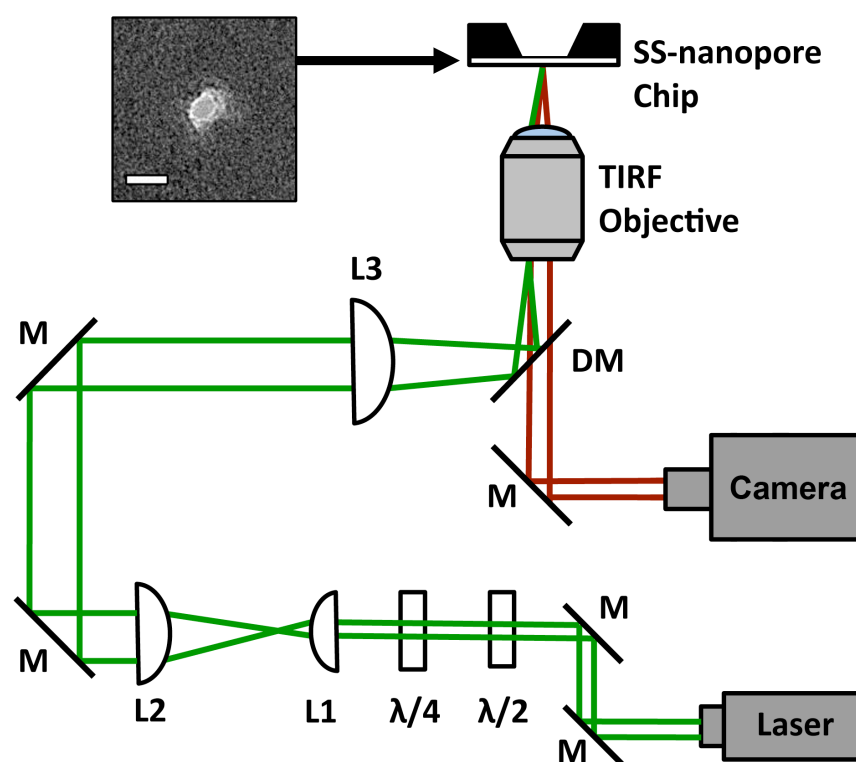 SS-nanopore
Chip
TIRF
Objective
L3
M
DM
M
Camera
M
M
L2
L1
λ/4
λ/2
M
Laser